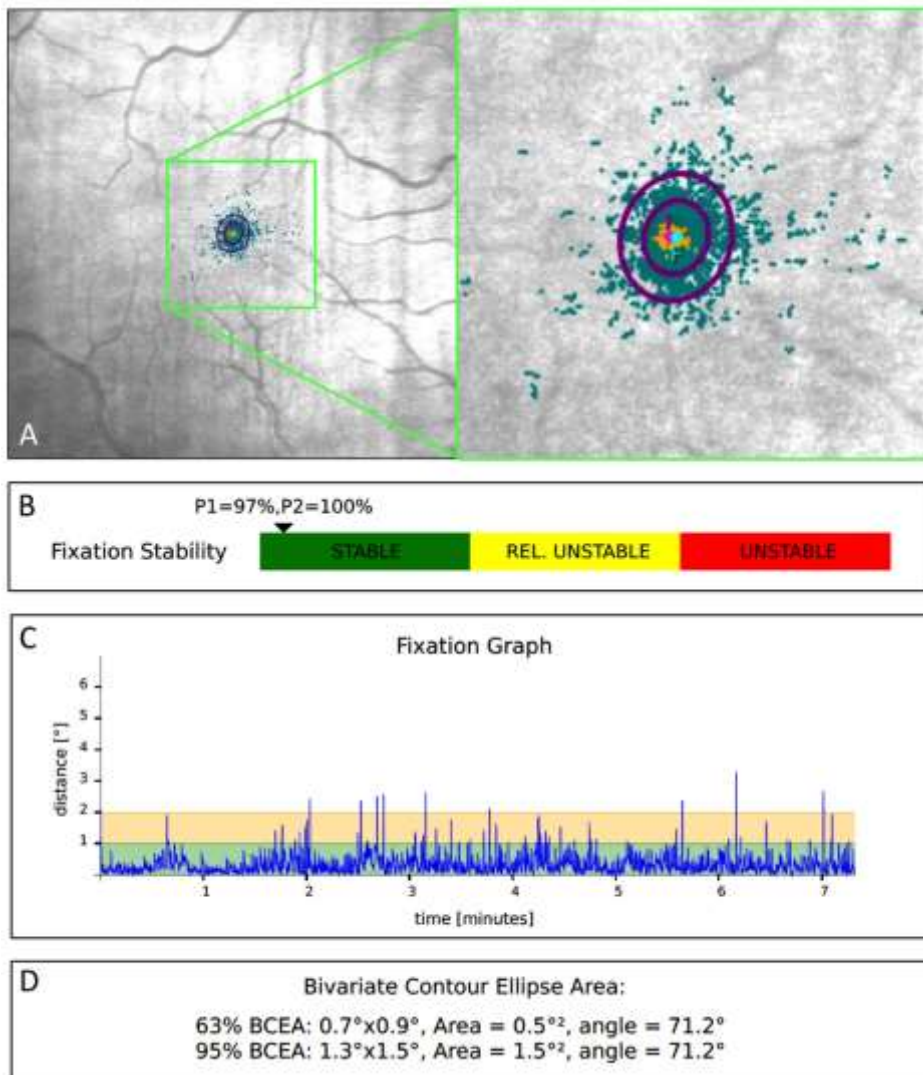 A
B
P1=97%,P2=100%
Fixation Stability
STABLE
REL. UNSTABLE
UNSTABLE
C
Fixation Graph
6
5
4
3
2
1
distance [°]
1 2 3 4 5 6 7
time [minutes]
D
Bivariate Contour Ellipse Area:
63% BCEA: 0.7°x0.9°, Area = 0.5°², angle = 71.2°
95% BCEA: 1.3°x1.5°, Area = 1.5°², angle = 71.2°